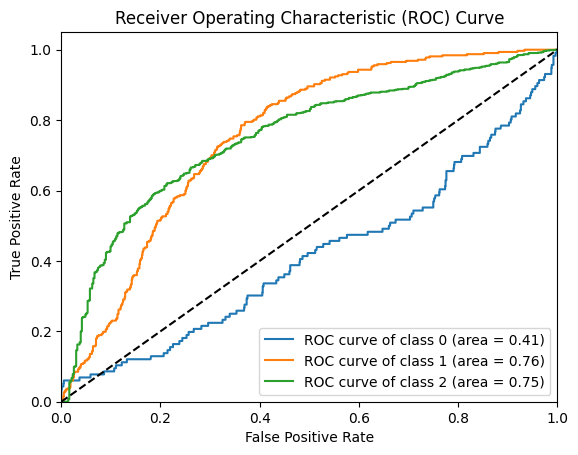 Receiver Operating Characteristic (ROC) Curve
1.0
0.8
0.6
0.4
0.2
0.0
True Positive Rate
ROC curve of class 0 (area = 0.41)
ROC curve of class 1 (area = 0.76)
ROC curve of class 2 (area = 0.75)
0.0 0.2 0.4 0.6 0.8 1.0
False Positive Rate